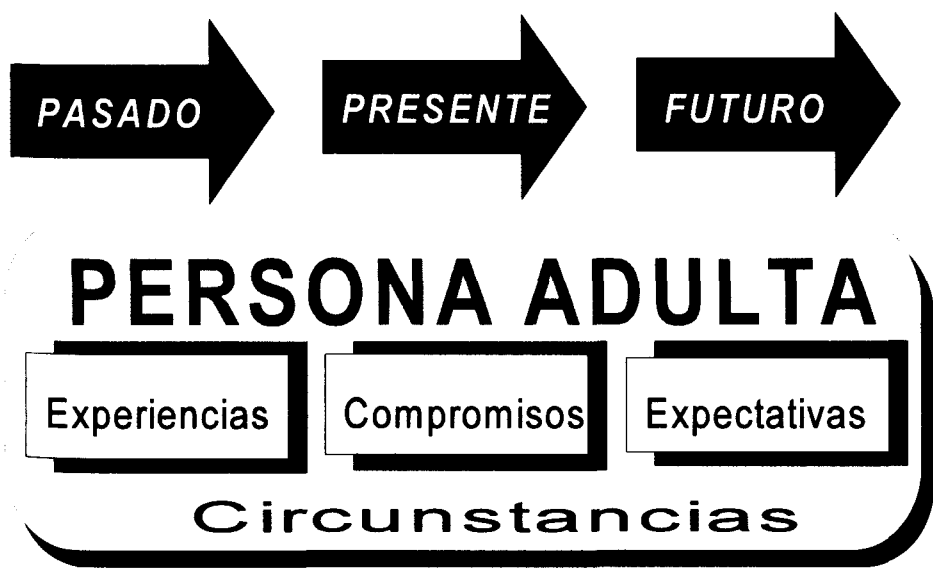 PASADO PRESENTE FUTURO
PERSONA ADULTA
Experiencias Compromisos Expectativas
Circunstancias